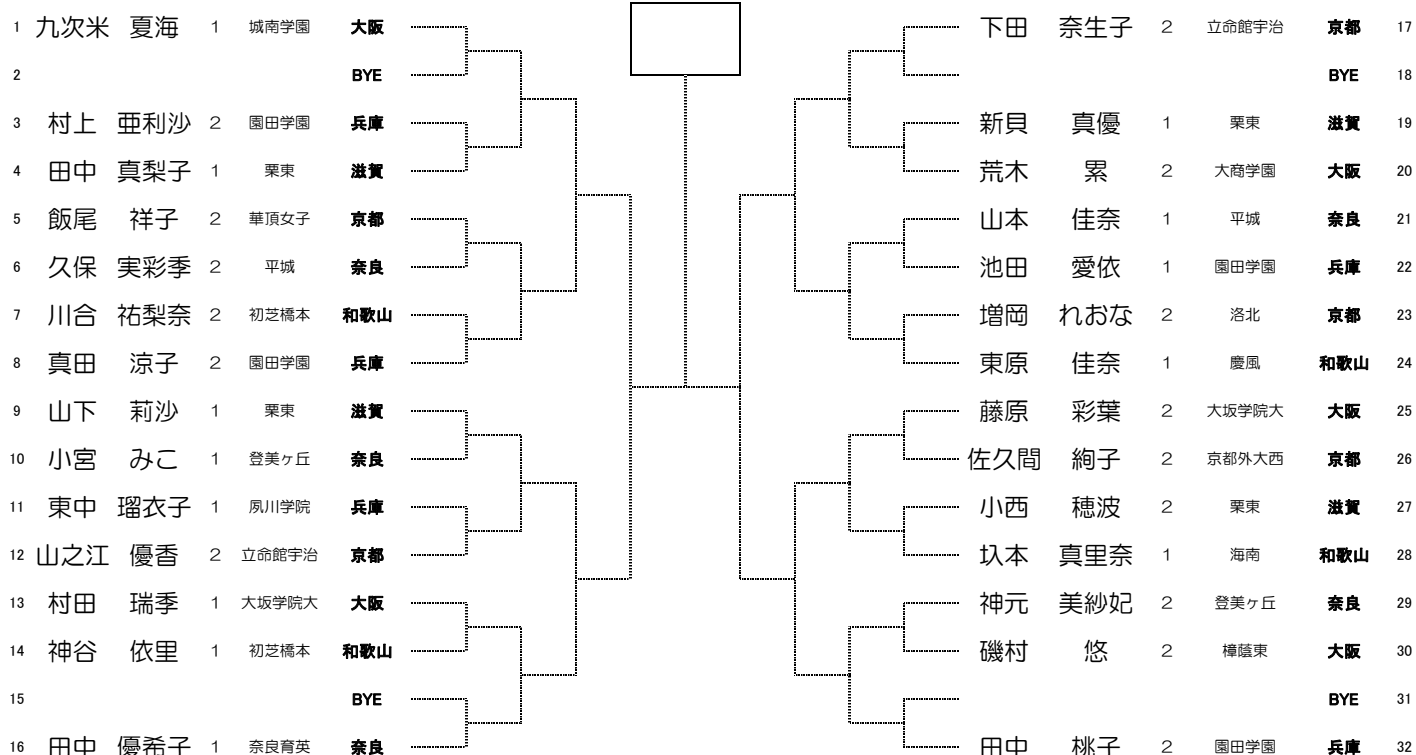 1 九次米 夏海 1 城南学園 大阪
2 BYE
3 村上 亜利沙 2 園田学園 兵庫
4 田中 真梨子 1 栗東 滋賀
5 飯尾 祥子 2 華頂女子 京都
6 久保 実彩季 2 平城 奈良
7 川合 祐梨奈 2 初芝橋本 和歌山
8 真田 涼子 2 園田学園 兵庫
9 山下 莉沙 1 栗東 滋賀
10 小宮 みこ 1 登美ヶ丘 奈良
11 東中 瑠衣子 1 夙川学院 兵庫
12 山之江 優香 2 立命館宇治 京都
13 村田 瑞季 1 大坂学院大 大阪
14 神谷 依里 1 初芝橋本 和歌山
15 BYE
16 田中 優希子 1 奈良育英 奈良
下田 奈生子 2 立命館宇治 京都 17
BYE 18
新貝 真優 1 栗東 滋賀 19
荒木 累 2 大商学園 大阪 20
山本 佳奈 1 平城 奈良 21
池田 愛依 1 園田学園 兵庫 22
増岡 れおな 2 洛北 京都 23
東原 佳奈 1 慶風 和歌山 24
藤原 彩葉 2 大坂学院大 大阪 25
佐久間 絢子 2 京都外大西 京都 26
小西 穂波 2 栗東 滋賀 27
圦本 真里奈 1 海南 和歌山 28
神元 美紗妃 2 登美ヶ丘 奈良 29
磯村 悠 2 樟蔭東 大阪 30
BYE 31
田中 桃子 2 園田学園 兵庫 32